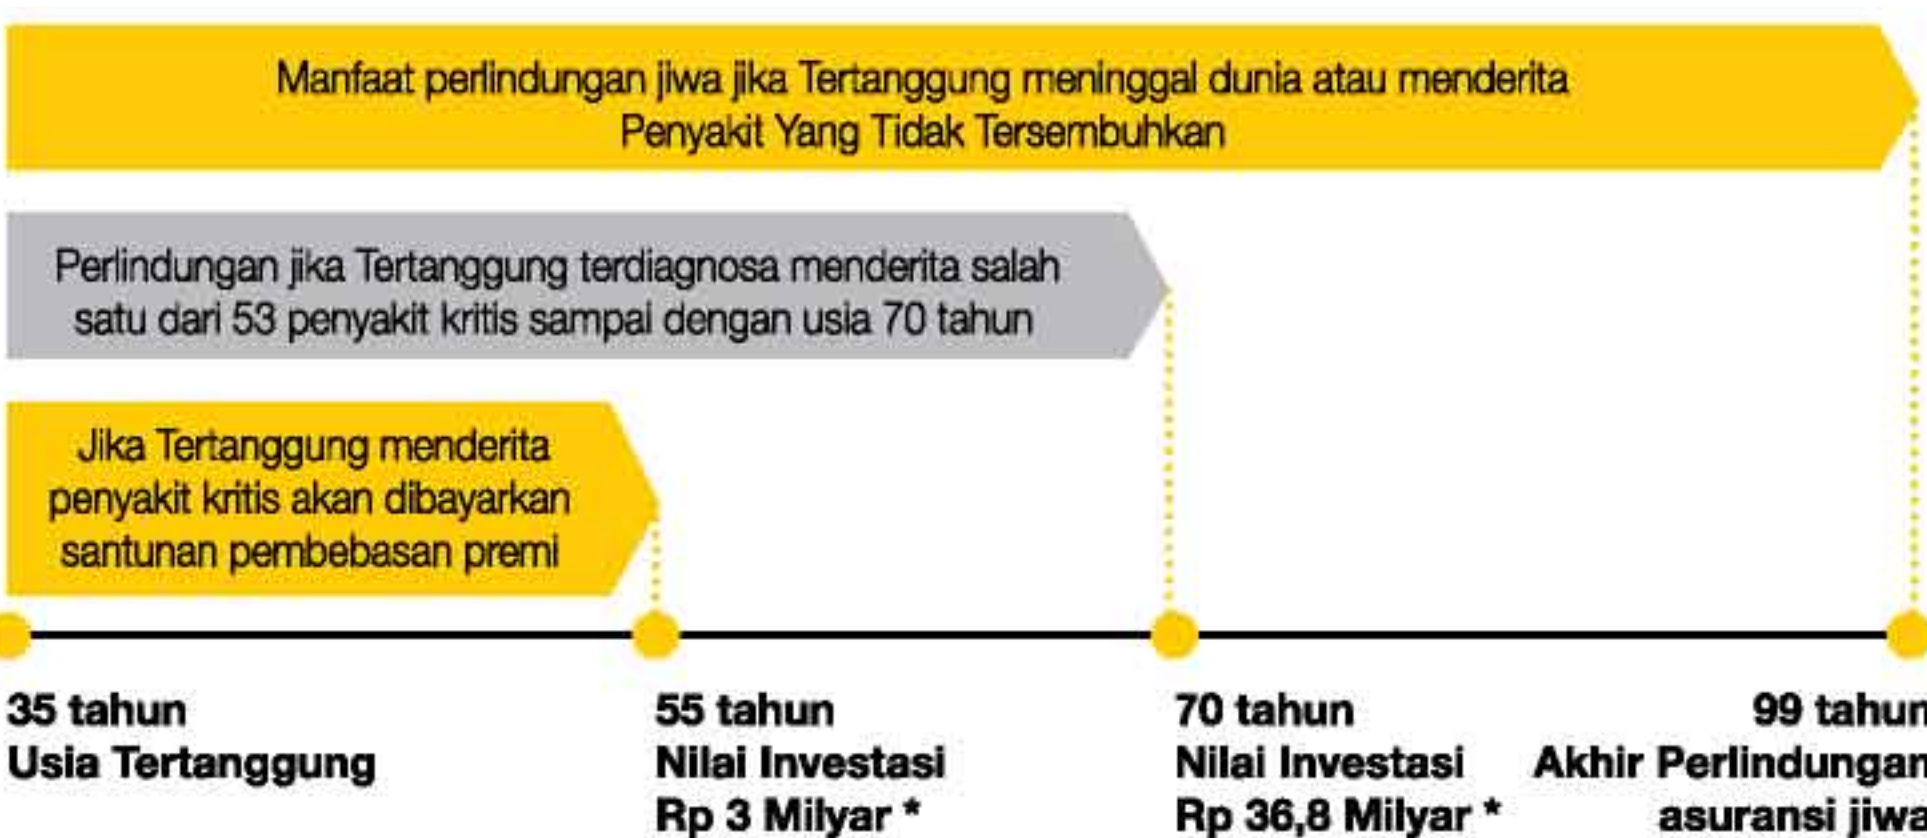 Manfaat perlindungan jiwa jika Tertanggung meninggal dunia atau menderita
Penyakit Yang Tidak Tersembuhkan
Perlindungan jika Tertanggung terdiagnosa menderita salah
satu dari 53 penyakit kritis sampai dengan usia 70 tahun
Jika Tertanggung menderita
penyakit kritis akan dibayarkan
santunan pembebasan premi
35 tahun
Usia Tertanggung
55 tahun
Nilai Investasi
Rp 3 Milyar *
70 tahun
Nilai Investasi
Rp 36,8 Milyar *
99 tahun
Akhir Perlindungan
asuransi jiwa